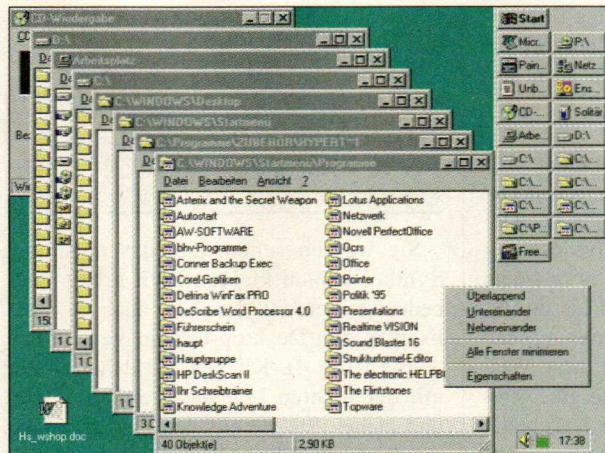 CD-Wiedergabe
D:\
Arbeitsplatz
C:\
C:\WINDOWS\Desktop
C:\WINDOWS\Startmenü
C:\Programme\ZUBEHÖR\HYPERT~1
C:\WINDOWS\Startmenü\Programme
Datei Bearbeiten Ansicht ?
Asterix and the Secret Weapon
Autostart
AW-SOFTWARE
bhv-Programme
Conner Backup Exec
Corel-Grafiken
Delrina WinFax PRO
DeScribe Word Processor 4.0
Führerschein
haupt
Hauptgruppe
HP DeskScan II
Ihr Schreibtrainer
Knowledge Adventure
Lotus Applications
Netzwerk
Novell PerfectOffice
Ocrs
Office
Pointer
Politik '95
Presentations
Realtime VISION
Sound Blaster 16
Strukturformel-Editor
The electronic HELPBO
The Flintstones
Topware
40 Objekt(e) 2,90 KB
Hs_wshop.doc
Überlappend
Untereinander
Nebeneinander
Alle Fenster minimieren
Eigenschaften
Start
Micr... P:\
Pain... Netz...
Unb... Ens...
CD-... Solitär
Arbe... D:\
C:\ C:\...
C:\... C:\...
C:\... C:\...
C:\P... C:\...
Free...
17:38